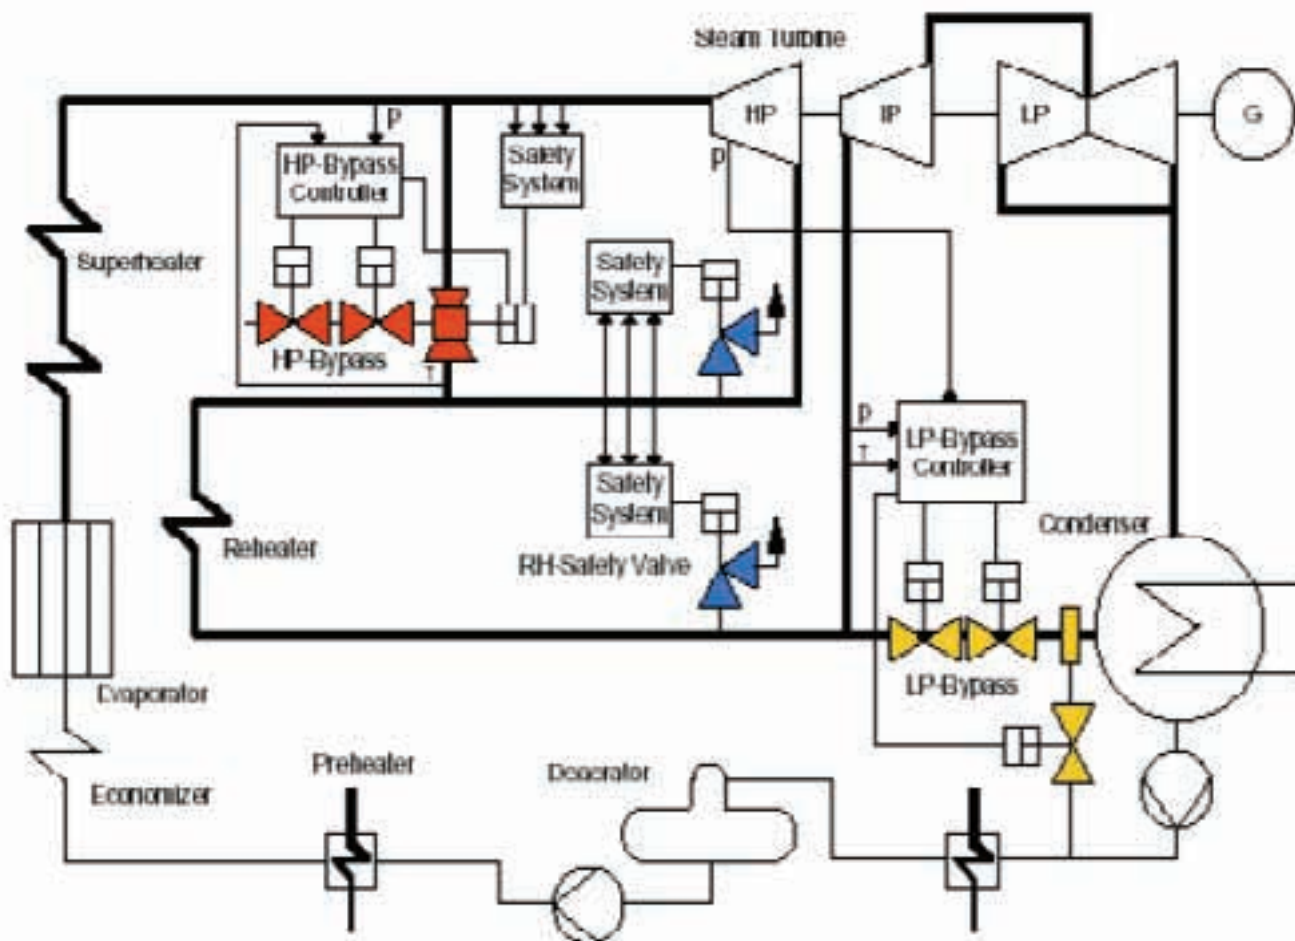 Steam Turbine
HP
IP
LP
G
p
p
HP-Bypass
Controller
Safety
System
Superheater
Safety
System
HP-Bypass
T
p
T
LP-Bypass
Controller
Safety
System
Condenser
Reheater
RH-Safety Valve
Evaporator
LP-Bypass
Preheater
Economizer